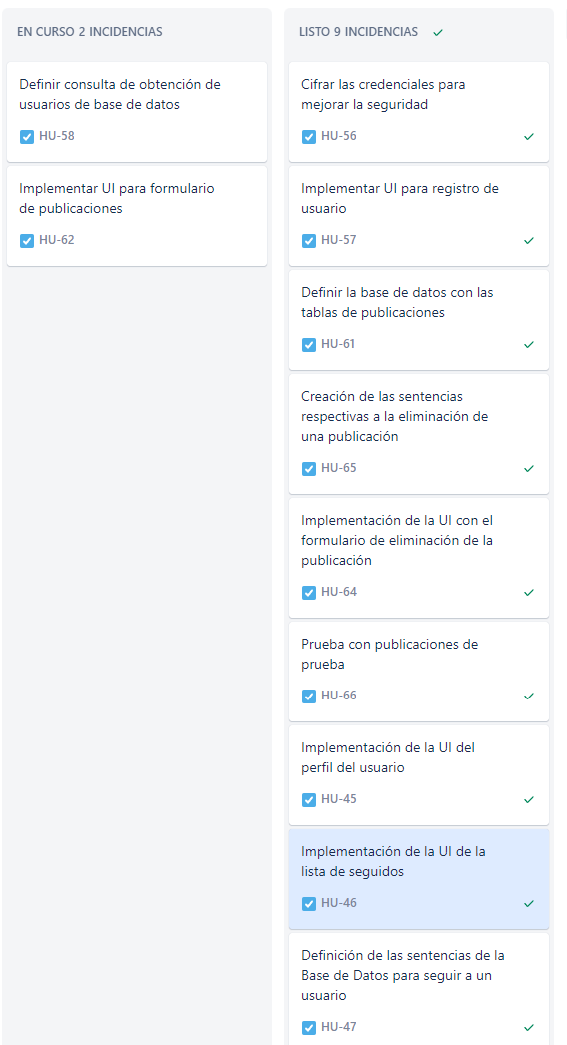 EN CURSO 2 INCIDENCIAS
Definir consulta de obtención de
usuarios de base de datos
HU-58
Implementar UI para formulario
de publicaciones
HU-62
LISTO 9 INCIDENCIAS
Cifrar las credenciales para
mejorar la seguridad
HU-56
Implementar UI para registro de
usuario
HU-57
Definir la base de datos con las
tablas de publicaciones
HU-61
Creación de las sentencias
respectivas a la eliminación de
una publicación
HU-65
Implementación de la UI con el
formulario de eliminación de la
publicación
HU-64
Prueba con publicaciones de
prueba
HU-66
Implementación de la UI del
perfil del usuario
HU-45
Implementación de la UI de la
lista de seguidos
HU-46
Definición de las sentencias de la
Base de Datos para seguir a un
usuario
HU-47